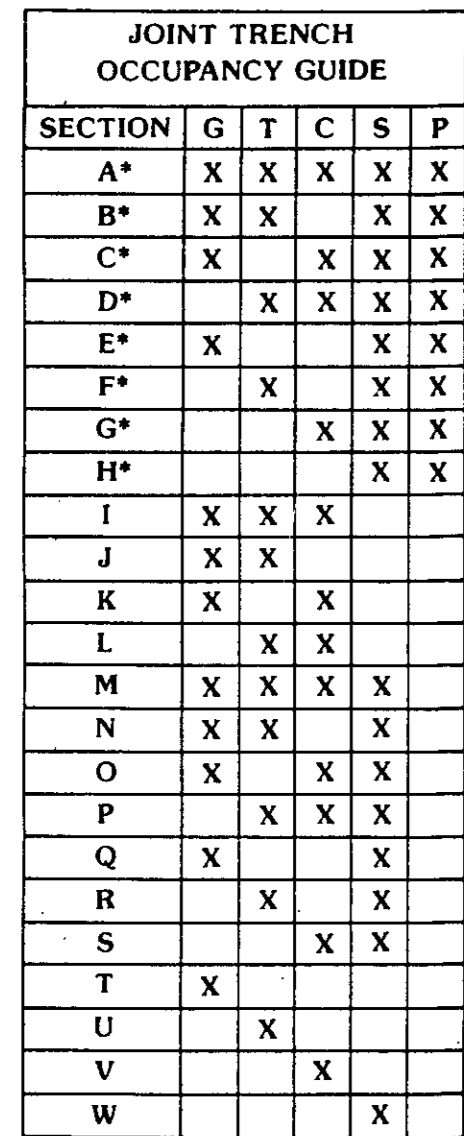 JOINT TRENCH
OCCUPANCY GUIDE
SECTION G T C S P
A* X X X X X
B* X X X X
C* X X X X
D* X X X X
E* X X X
F* X X X
G* X X X
H* X X
I X X X
J X X
K X X
L X X
M X X X X
N X X X
O X X X
P X X X
Q X X
R X X
S X X
T X
U X
V X
W X